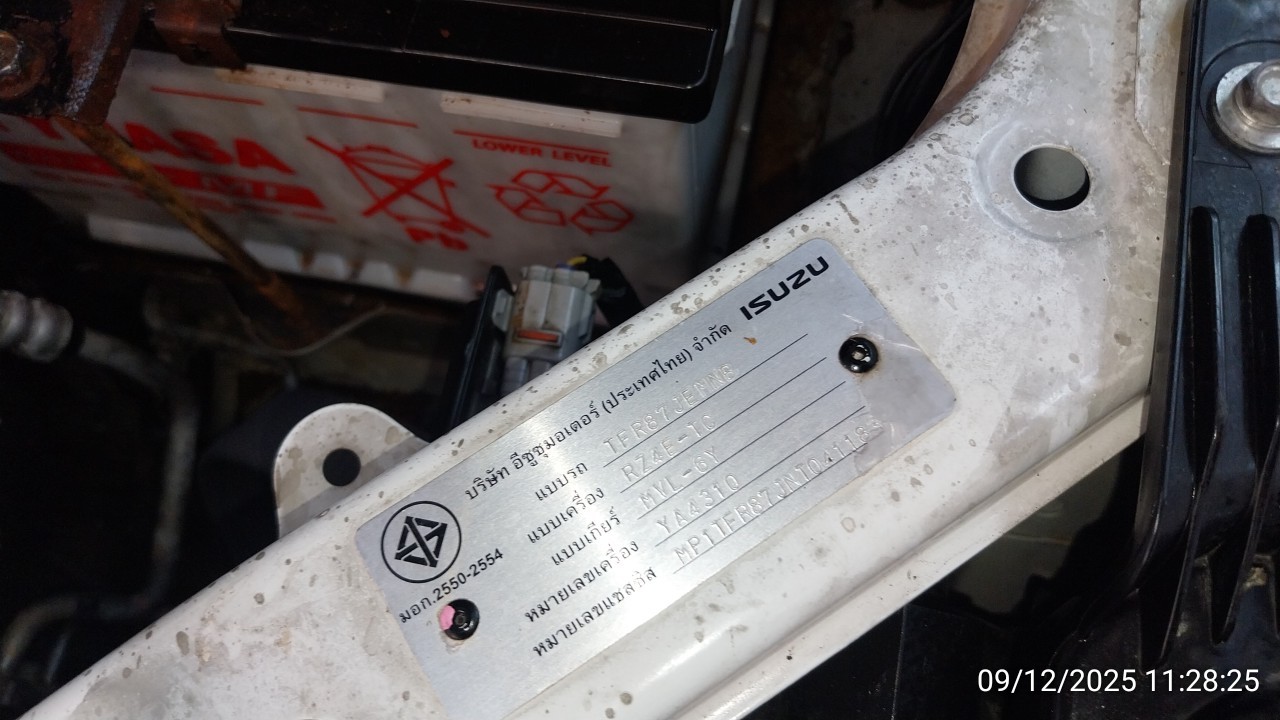 YUASA
LOWER LEVEL
PB
ISUZU
บริษัท อีซูซุมอเตอร์ (ประเทศไทย) จำกัด
แบบรถ
แบบเครื่อง RZ4E-TC
แบบเกียร์ MVL-6Y
หมายเลขเครื่อง YA4310
หมายเลขแชสซีส MP1TFR87JNT041183
มอก.2550-2554
09/12/2025 11:28:25